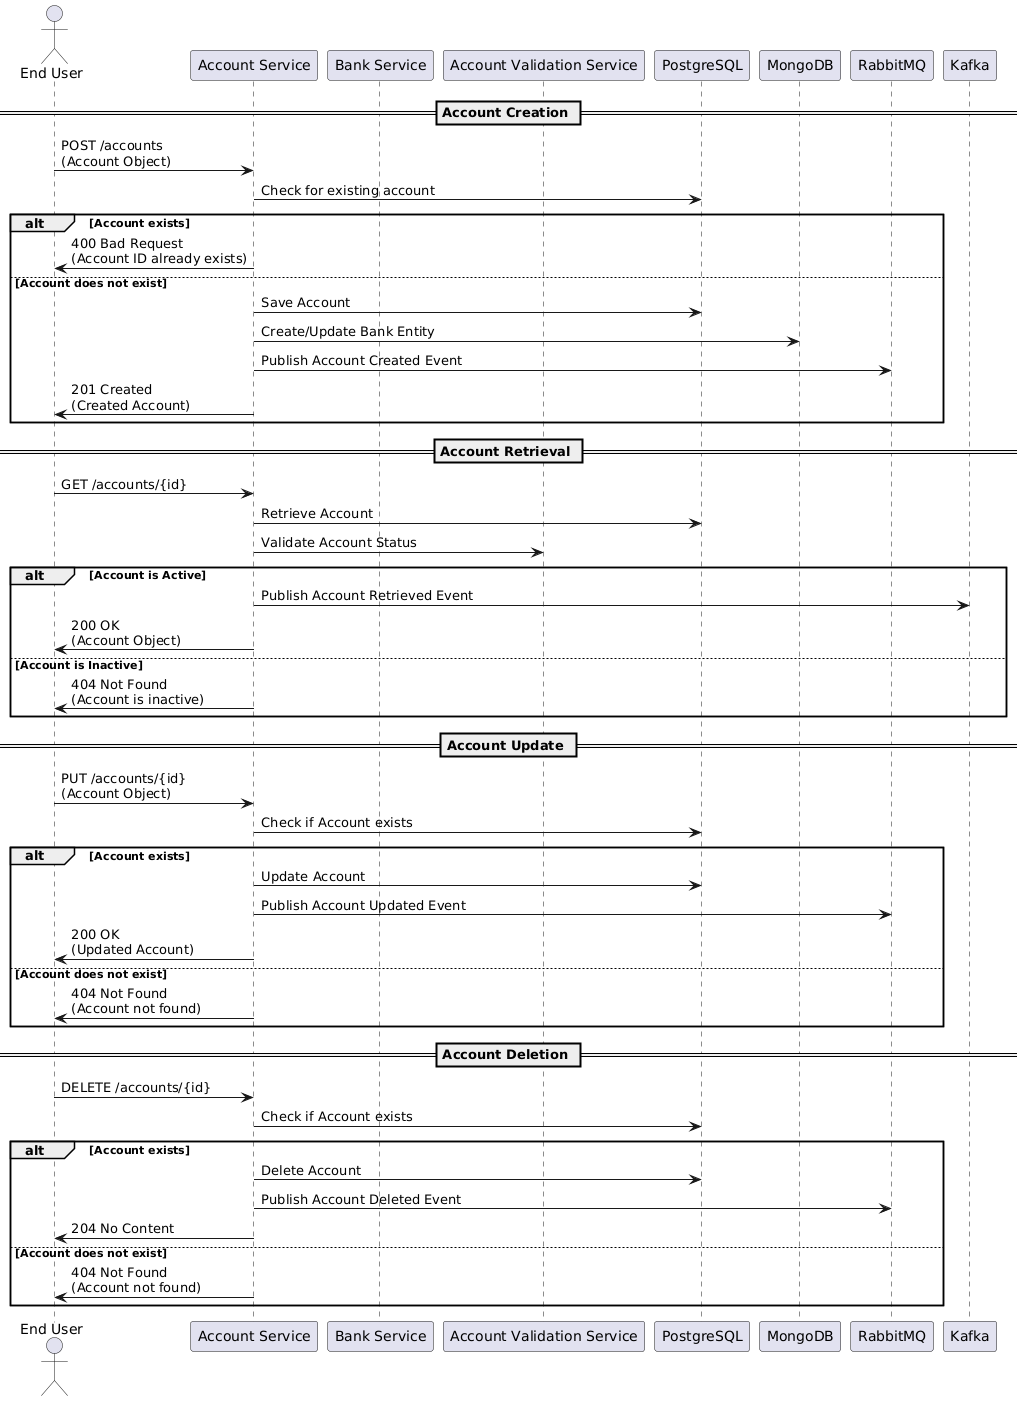 End User
Account Service
Bank Service
Account Validation Service
PostgreSQL
MongoDB
RabbitMQ
Kafka
Account Creation
POST /accounts
(Account Object)
Check for existing account
alt
[Account exists]
400 Bad Request
(Account ID already exists)
[Account does not exist]
Save Account
Create/Update Bank Entity
Publish Account Created Event
201 Created
(Created Account)
Account Retrieval
GET /accounts/{id}
Retrieve Account
Validate Account Status
alt
[Account is Active]
Publish Account Retrieved Event
200 OK
(Account Object)
[Account is Inactive]
404 Not Found
(Account is inactive)
Account Update
PUT /accounts/{id}
(Account Object)
Check if Account exists
alt
[Account exists]
Update Account
Publish Account Updated Event
200 OK
(Updated Account)
[Account does not exist]
404 Not Found
(Account not found)
Account Deletion
DELETE /accounts/{id}
Check if Account exists
alt
[Account exists]
Delete Account
Publish Account Deleted Event
204 No Content
[Account does not exist]
404 Not Found
(Account not found)
End User
Account Service
Bank Service
Account Validation Service
PostgreSQL
MongoDB
RabbitMQ
Kafka